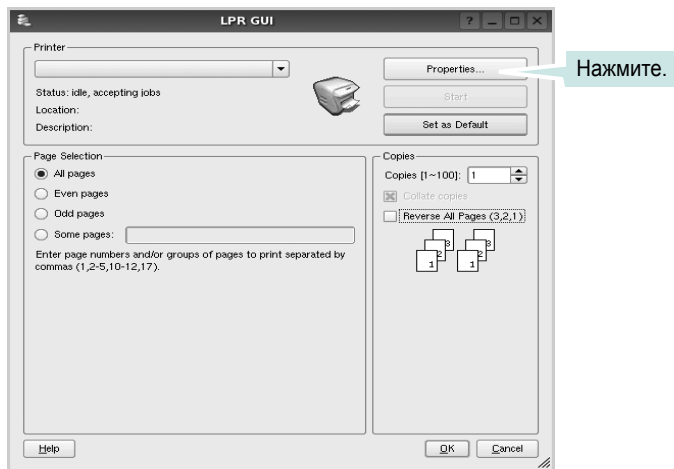 LPR GUI
Printer
Properties...
Нажмите.
Status: idle, accepting jobs
Start
Location:
Description:
Set as Default
Page Selection
All pages
Even pages
Odd pages
Some pages:
Enter page numbers and/or groups of pages to print separated by
commas (1,2-5,10-12,17).
Copies
Copies [1~100]: 1
Collate copies
Reverse All Pages (3,2,1)
3 3
2 2
1 1
Help
OK
Cancel